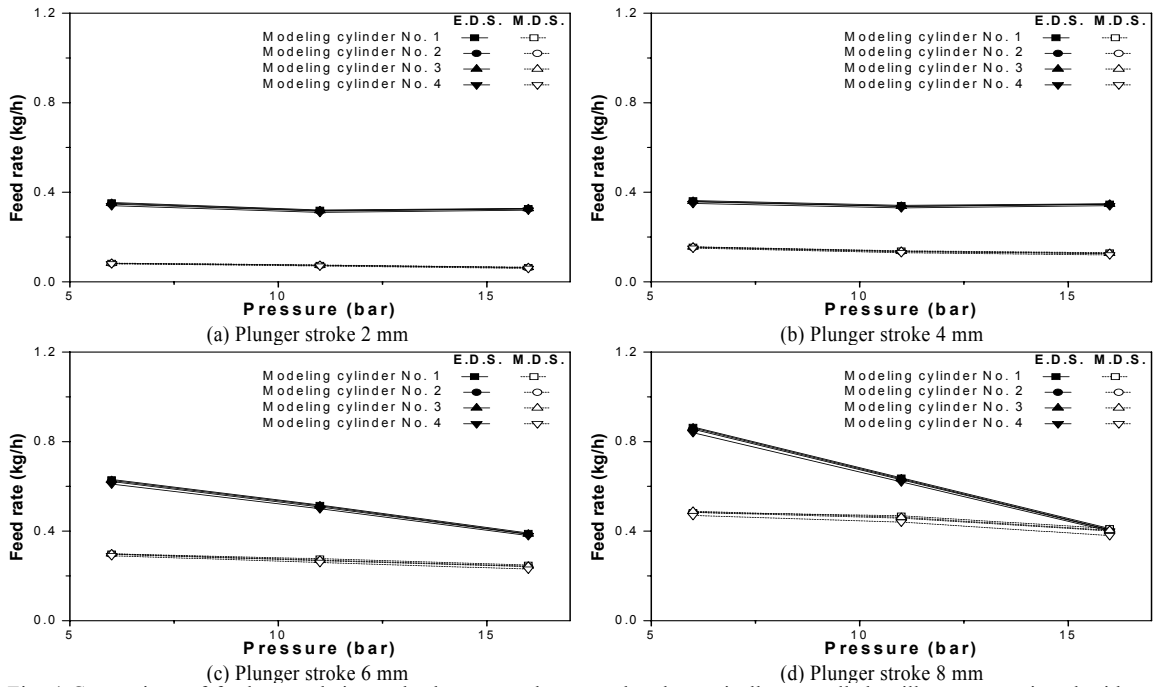 1.2
0.8
0.4
0.0
Feed rate (kg/h)
E.D.S. M.D.S.
Modeling cylinder No. 1
Modeling cylinder No. 2
Modeling cylinder No. 3
Modeling cylinder No. 4
5 10 15
Pressure (bar)
(a) Plunger stroke 2 mm
1.2
0.8
0.4
0.0
Feed rate (kg/h)
E.D.S. M.D.S.
Modeling cylinder No. 1
Modeling cylinder No. 2
Modeling cylinder No. 3
Modeling cylinder No. 4
5 10 15
Pressure (bar)
(b) Plunger stroke 4 mm
1.2
0.8
0.4
0.0
Feed rate (kg/h)
E.D.S. M.D.S.
Modeling cylinder No. 1
Modeling cylinder No. 2
Modeling cylinder No. 3
Modeling cylinder No. 4
5 10 15
Pressure (bar)
(c) Plunger stroke 6 mm
1.2
0.8
0.4
0.0
Feed rate (kg/h)
E.D.S. M.D.S.
Modeling cylinder No. 1
Modeling cylinder No. 2
Modeling cylinder No. 3
Modeling cylinder No. 4
5 10 15
Pressure (bar)
(d) Plunger stroke 8 mm